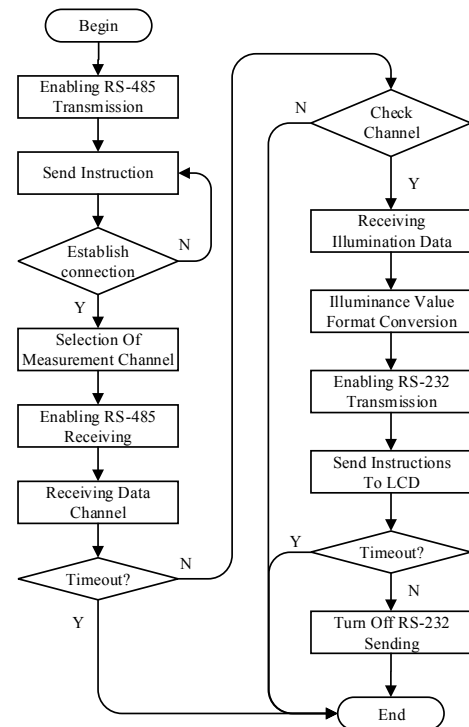 Begin
Enabling RS-485
Transmission
Send Instruction
N
Establish
connection
Y
Selection Of
Measurement Channel
Enabling RS-485
Receiving
Receiving Data
Channel
N
Timeout?
Y
N
Check
Channel
Y
Receiving
Illumination Data
Illuminance Value
Format Conversion
Enabling RS-232
Transmission
Send Instructions
To LCD
Y
Timeout?
N
Turn Off RS-232
Sending
End